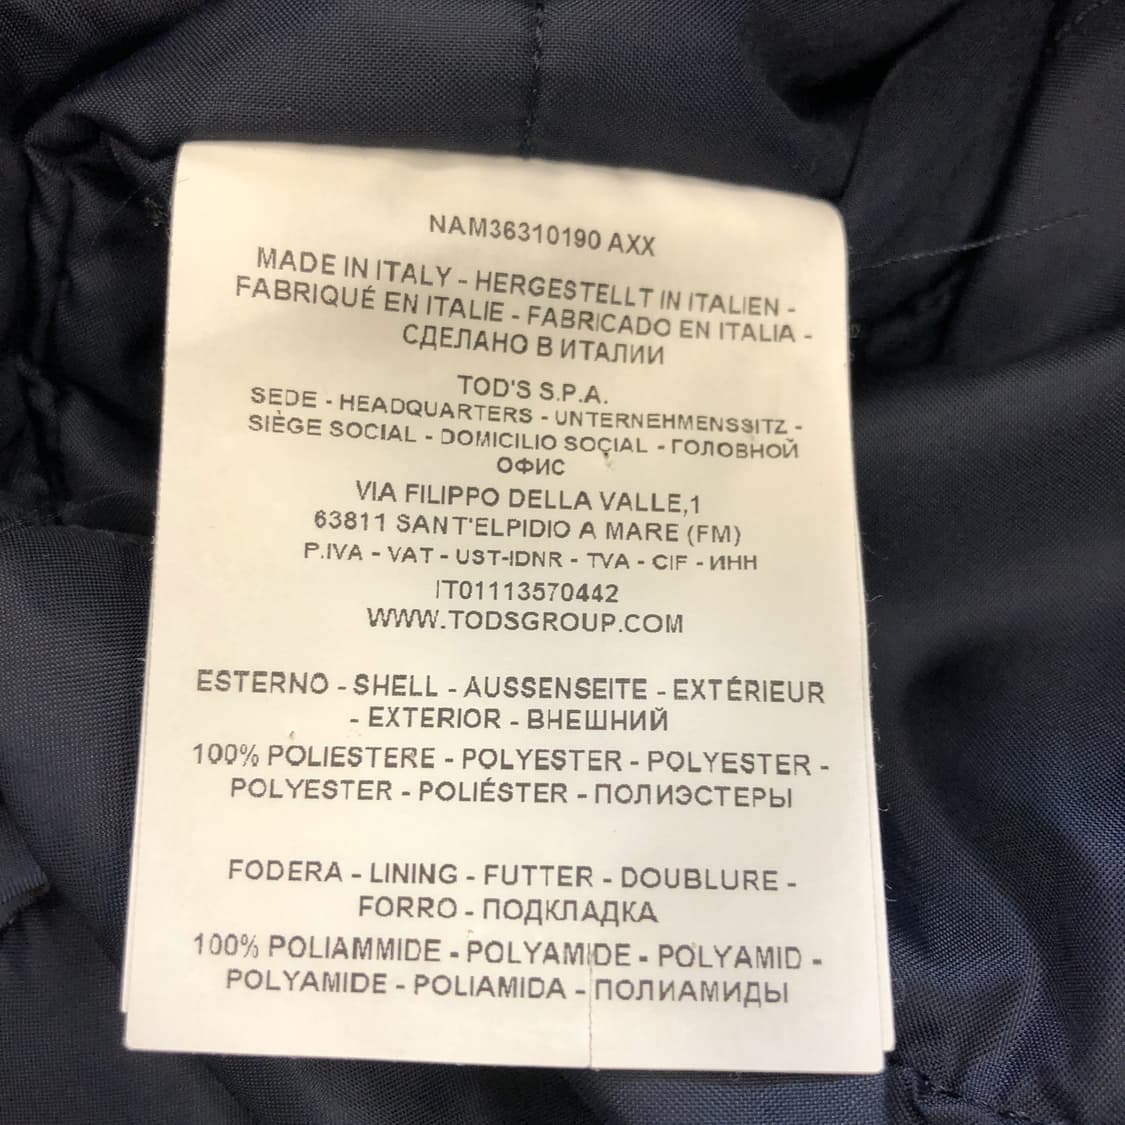 NAM36310190 AXX
MADE IN ITALY - HERGESTELLT IN ITALIEN -
FABRIQUÉ EN ITALIE - FABRICADO EN ITALIA -
СДЕЛАНО В ИТАЛИИ
TOD'S S.P.A.
SEDE - HEADQUARTERS - UNTERNEHMENSSITZ -
SIÈGE SOCIAL - DOMICILIO SOCIAL - ГОЛОВНОЙ
ОФИС
VIA FILIPPO DELLA VALLE,1
63811 SANT'ELPIDIO A MARE (FM)
P.IVA - VAT - UST-IDNR - TVA - CIF - ИНН
IT01113570442
WWW.TODSGROUP.COM
ESTERNO - SHELL - AUSSENSEITE - EXTÉRIEUR
- EXTERIOR - ВНЕШНИЙ
100% POLIESTERE - POLYESTER - POLYESTER -
POLYESTER - POLIÉSTER - ПОЛИЭСТЕРЫ
FODERA - LINING - FUTTER - DOUBLURE -
FORRO - ПОДКЛАДКА
100% POLIAMMIDE - POLYAMIDE - POLYAMID -
POLYAMIDE - POLIAMIDA - ПОЛИАМИДЫ